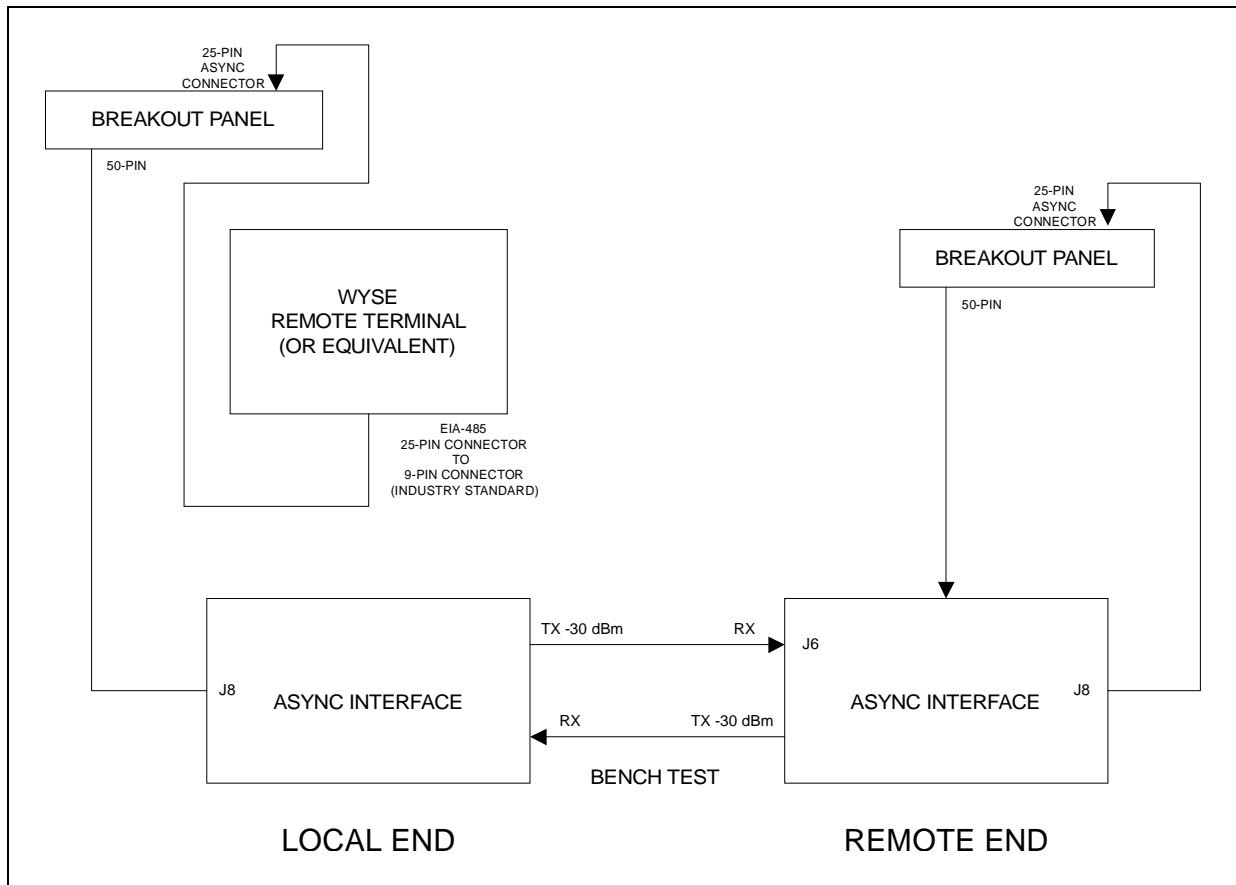 25-PIN
ASYNC
CONNECTOR
BREAKOUT PANEL
50-PIN
WYSE
REMOTE TERMINAL
(OR EQUIVALENT)
EIA-485
25-PIN CONNECTOR
TO
9-PIN CONNECTOR
(INDUSTRY STANDARD)
25-PIN
ASYNC
CONNECTOR
BREAKOUT PANEL
50-PIN
J8
ASYNC INTERFACE
TX -30 dBm
RX
RX
TX -30 dBm
BENCH TEST
J6
ASYNC INTERFACE
J8
LOCAL END
REMOTE END